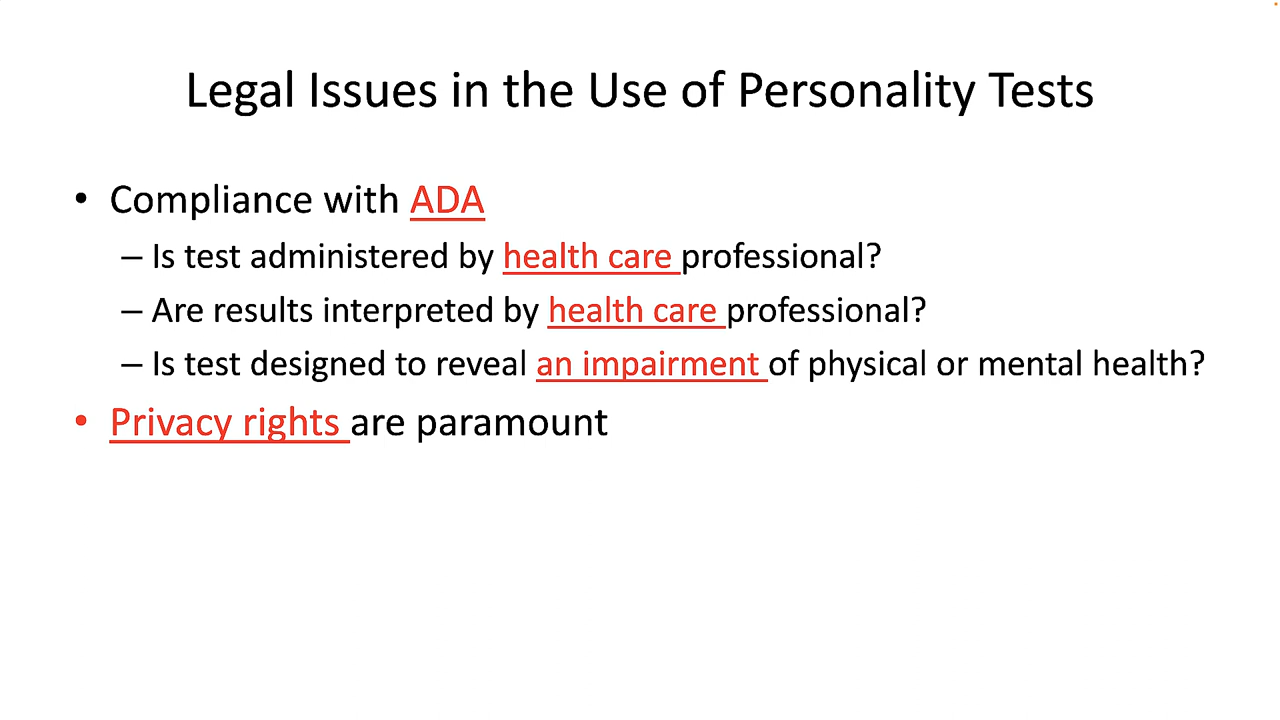 Legal Issues in the Use of Personality Tests
• Compliance with ADA
– Is test administered by health care professional?
– Are results interpreted by health care professional?
– Is test designed to reveal an impairment of physical or mental health?
• Privacy rights are paramount